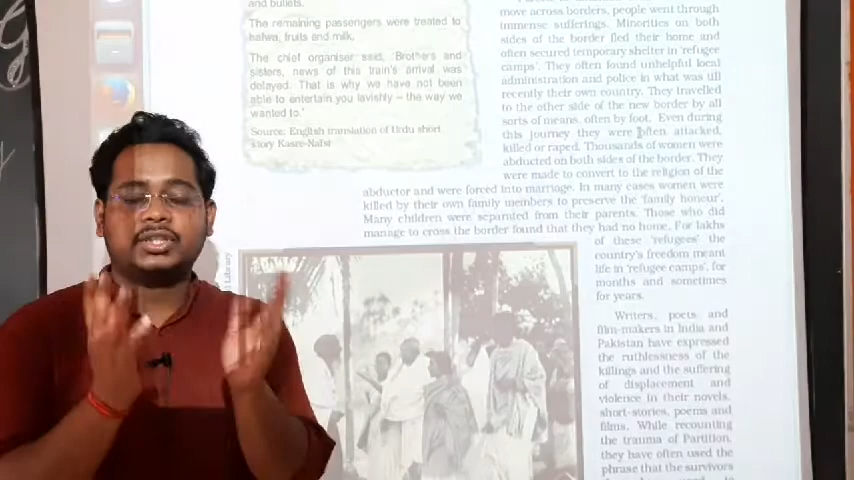 and bullets.
The remaining passengers were treated to
halwa, fruits and milk.
The chief organiser said, 'Brothers and
sisters, news of this train's arrival was
delayed. That is why we have not been
able to entertain you lavishly – the way we
wanted to.'
SOURCE: English translation of Urdu short
story Kasre-Nafsi
move across borders, people went through
immense sufferings. Minorities on both
sides of the border fled their home and
often secured temporary shelter in 'refugee
camps'. They often found unhelpful local
administration and police in what was till
recently their own country. They travelled
to the other side of the new border by all
sorts of means, often by foot. Even during
this journey they were often attacked,
killed or raped. Thousands of women were
abducted on both sides of the border. They
were made to convert to the religion of the
abductor and were forced into marriage. In many cases women were
killed by their own family members to preserve the 'family honour'.
Many children were separated from their parents. Those who did
manage to cross the border found that they had no home. For lakhs
of these 'refugees' the
country's freedom meant
life in 'refugee camps', for
months and sometimes
for years.
Writers, poets and
film-makers in India and
Pakistan have expressed
the ruthlessness of the
killings and the suffering
of displacement and
violence in their novels,
short-stories, poems and
films. While recounting
the trauma of Partition,
they have often used the
phrase that the survivors
Library